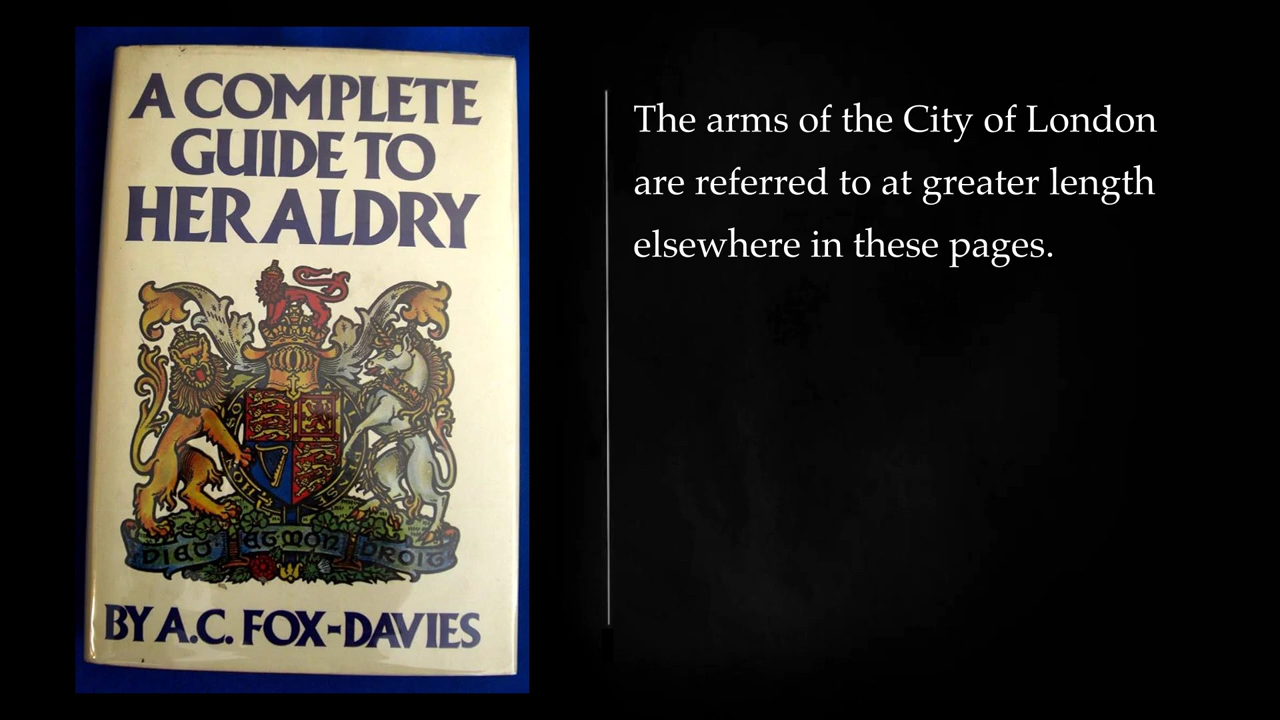 A COMPLETE
GUIDE TO
HERALDRY
DIEU ET MON DROIT
BY A.C. FOX-DAVIES
The arms of the City of London
are referred to at greater length
elsewhere in these pages.